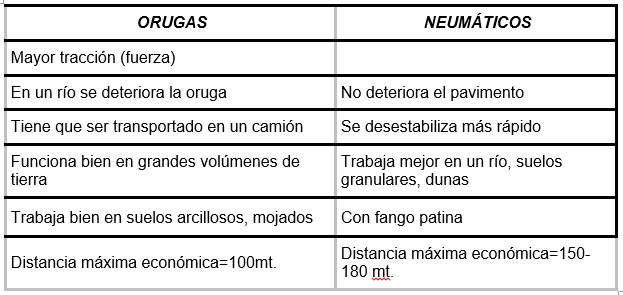 ORUGAS NEUMÁTICOS
Mayor tracción (fuerza)
En un río se deteriora la oruga No deteriora el pavimento
Tiene que ser transportado en un camión Se desestabiliza más rápido
Funciona bien en grandes volúmenes de
tierra
Trabaja mejor en un río, suelos
granulares, dunas
Trabaja bien en suelos arcillosos, mojados Con fango patina
Distancia máxima económica=100mt.
Distancia máxima económica=150-
180 mt.